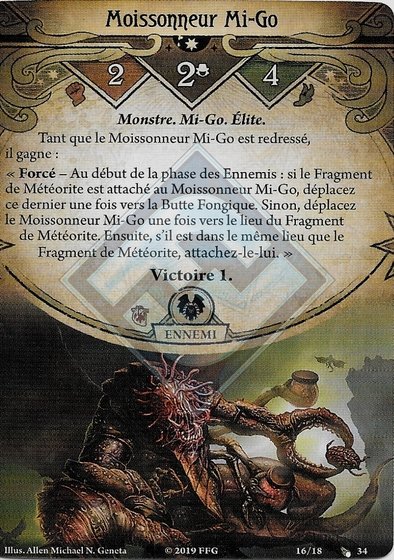 Moissonneur Mi-Go
2 2 4
Monstre. Mi-Go. Élite.
Tant que le Moissonneur Mi-Go est redressé,
il gagne :
« Forcé – Au début de la phase des Ennemis : si le Fragment
de Météorite est attaché au Moissonneur Mi-Go, déplacez
ce dernier une fois vers la Butte Fongique. Sinon, déplacez
le Moissonneur Mi-Go une fois vers le lieu du Fragment
de Météorite. Ensuite, s'il est dans le même lieu que le
Fragment de Météorite, attachez-le-lui. »
Victoire 1.
ENNEMI
Illus. Allen Michael N. Geneta © 2019 FFG 16/18 34